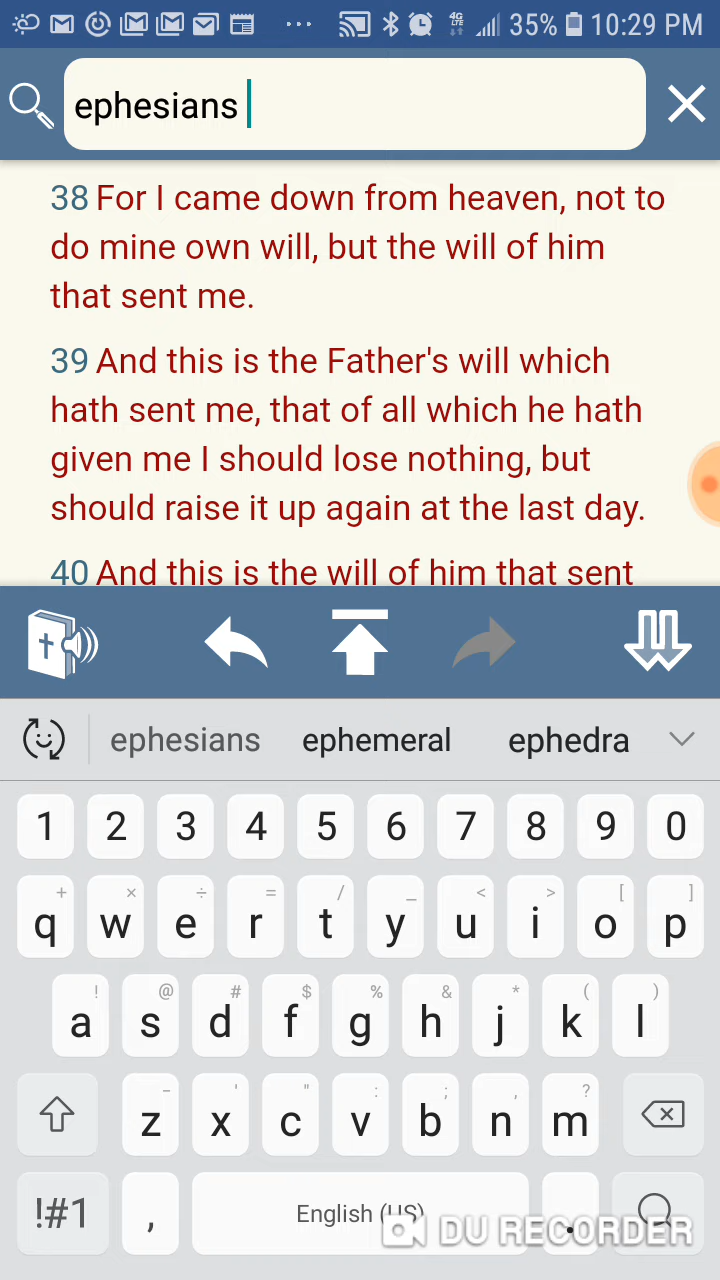 4G
LTE
35%
10:29 PM
ephesians
38 For I came down from heaven, not to
do mine own will, but the will of him
that sent me.
39 And this is the Father's will which
hath sent me, that of all which he hath
given me I should lose nothing, but
should raise it up again at the last day.
40 And this is the will of him that sent
ephesians ephemeral ephedra
1 2 3 4 5 6 7 8 9 0
+ × ÷ = / _ < > [ ]
q w e r t y u i o p
! @ # $ % & * ( )
a s d f g h j k l
- ' " : ; , ?
z x c v b n m
!#1 , English (US) .
DU RECORDER